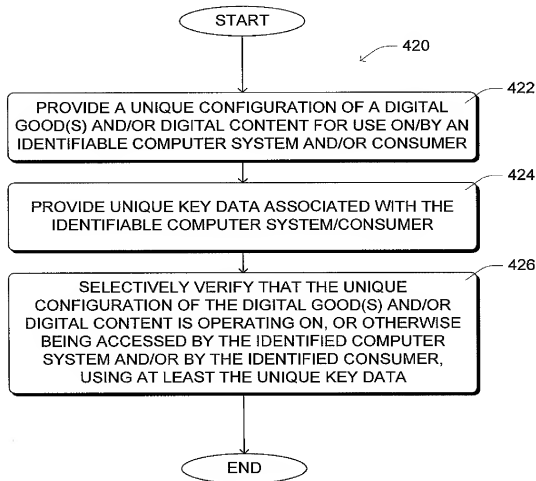 START
420
422
PROVIDE A UNIQUE CONFIGURATION OF A DIGITAL
GOOD(S) AND/OR DIGITAL CONTENT FOR USE ON/BY AN
IDENTIFIABLE COMPUTER SYSTEM AND/OR CONSUMER
424
PROVIDE UNIQUE KEY DATA ASSOCIATED WITH THE
IDENTIFIABLE COMPUTER SYSTEM/CONSUMER
426
SELECTIVELY VERIFY THAT THE UNIQUE
CONFIGURATION OF THE DIGITAL GOOD(S) AND/OR
DIGITAL CONTENT IS OPERATING ON, OR OTHERWISE
BEING ACCESSED BY THE IDENTIFIED COMPUTER
SYSTEM AND/OR BY THE IDENTIFIED CONSUMER,
USING AT LEAST THE UNIQUE KEY DATA
END